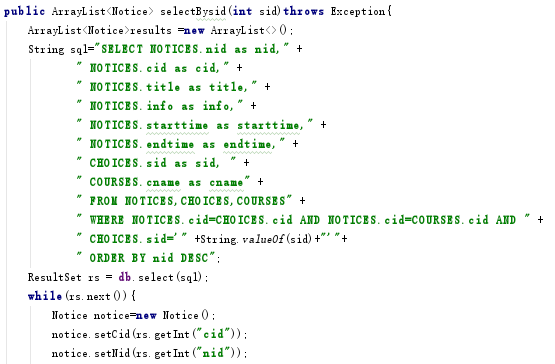 public ArrayList<Notice> selectBysid(int sid)throws Exception{
ArrayList<Notice>results =new ArrayList<>();
String sql="SELECT NOTICES.nid as nid," +
" NOTICES.cid as cid," +
" NOTICES.title as title," +
" NOTICES.info as info," +
" NOTICES.starttime as starttime," +
" NOTICES.endtime as endtime," +
" CHOICES.sid as sid, " +
" COURSES.cname as cname" +
" FROM NOTICES,CHOICES,COURSES" +
" WHERE NOTICES.cid=CHOICES.cid AND NOTICES.cid=COURSES.cid AND " +
" CHOICES.sid='" +String.valueOf(sid)+"'"+
" ORDER BY nid DESC";
ResultSet rs = db.select(sql);
while(rs.next()){
Notice notice=new Notice();
notice.setCid(rs.getInt("cid"));
notice.setNid(rs.getInt("nid"));